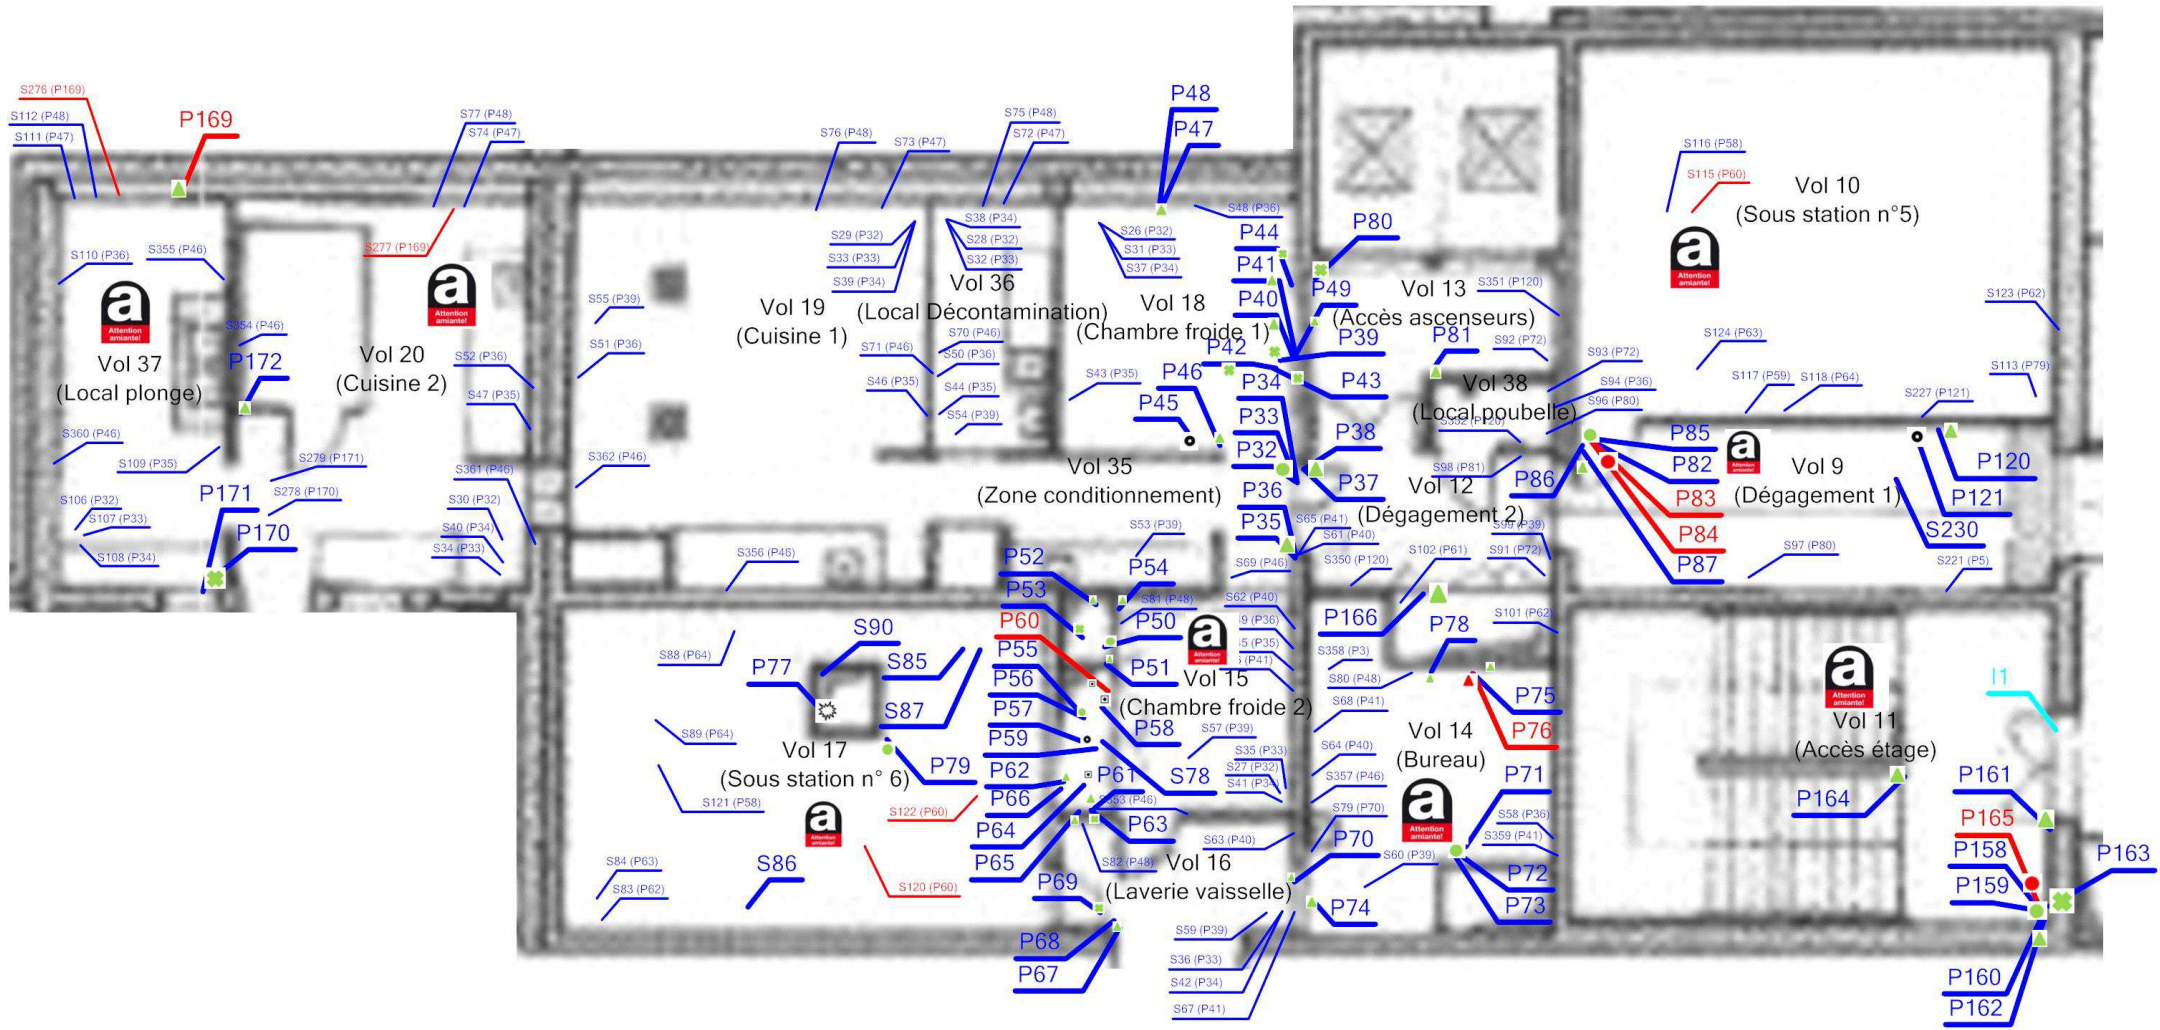 S276 (P169)
S112 (P48)
S111 (P47)
P169
S77 (P48)
S74 (P47)
S277 (P169)
S110 (P36)
S355 (P46)
a
Attention
amiante!
a
Attention
amiante!
Vol 37
(Local plonge)
S354 (P46)
P172
Vol 20
(Cuisine 2)
S52 (P36)
S47 (P35)
S360 (P46)
S109 (P35)
S279 (P171)
S278 (P170)
S361 (P46)
S30 (P32)
S40 (P34)
S34 (P33)
S106 (P32)
S107 (P33)
S108 (P34)
P171
P170
S76 (P48)
S73 (P47)
S75 (P48)
S72 (P47)
P48
P47
S29 (P32)
S33 (P33)
S39 (P34)
S38 (P34)
S28 (P32)
S32 (P33)
S26 (P32)
S31 (P33)
S37 (P34)
S48 (P36)
S55 (P39)
S51 (P36)
S362 (P46)
Vol 19
(Cuisine 1)
Vol 36
(Local Décontamination)
Vol 18
(Chambre froide 1)
S71 (P46)
S46 (P35)
S70 (P46)
S50 (P36)
S44 (P35)
S54 (P39)
S43 (P35)
P44
P41
P40
P42
P46
P45
P34
P33
P32
P36
P35
P80
P49
P39
P43
P38
P37
Vol 35
(Zone conditionnement)
Vol 13
(Accès ascenseurs)
P81
S351 (P120)
S92 (P72)
Vol 38
(Local poubelle)
S98 (P81)
Vol 12
(Dégagement 2)
S93 (P72)
S94 (P36)
S96 (P80)
S116 (P58)
S115 (P60)
Vol 10
(Sous station n°5)
a
Attention
amiante!
S123 (P62)
S124 (P63)
S117 (P59)
S118 (P64)
S113 (P79)
S227 (P121)
P85
P82
P83
P84
P87
P86
a
Attention
amiante!
Vol 9
(Dégagement 1)
P120
P121
S230
S97 (P80)
S221 (P5)
S356 (P46)
S53 (P39)
S65 (P41)
S61 (P40)
S69 (P46)
S350 (P120)
S102 (P61)
S91 (P72)
S101 (P62)
P52
P53
P60
P55
P56
P57
P59
P62
P66
P64
P65
P69
P68
P67
P54
S81 (P48)
P50
P51
a
Attention
amiante!
Vol 15
(Chambre froide 2)
P58
S78
P61
P63
S82 (P48)
S62 (P40)
S57 (P39)
S35 (P33)
S27 (P32)
S41 (P34)
S63 (P40)
Vol 16
(Laverie vaisselle)
S59 (P39)
S36 (P33)
S42 (P34)
S67 (P41)
S88 (P64)
S90
S85
P77
S87
S89 (P64)
Vol 17
(Sous station n° 6)
P79
S121 (P58)
S122 (P60)
a
Attention
amiante!
S84 (P63)
S83 (P62)
S86
S120 (P60)
P166
P78
S358 (P3)
S80 (P48)
S68 (P41)
S64 (P40)
S357 (P46)
S79 (P70)
P75
P76
Vol 14
(Bureau)
a
Attention
amiante!
P71
S58 (P36)
S359 (P41)
P70
S60 (P39)
P72
P73
P74
a
Attention
amiante!
Vol 11
(Accès étage)
I1
P164
P161
P165
P158
P159
P163
P160
P162